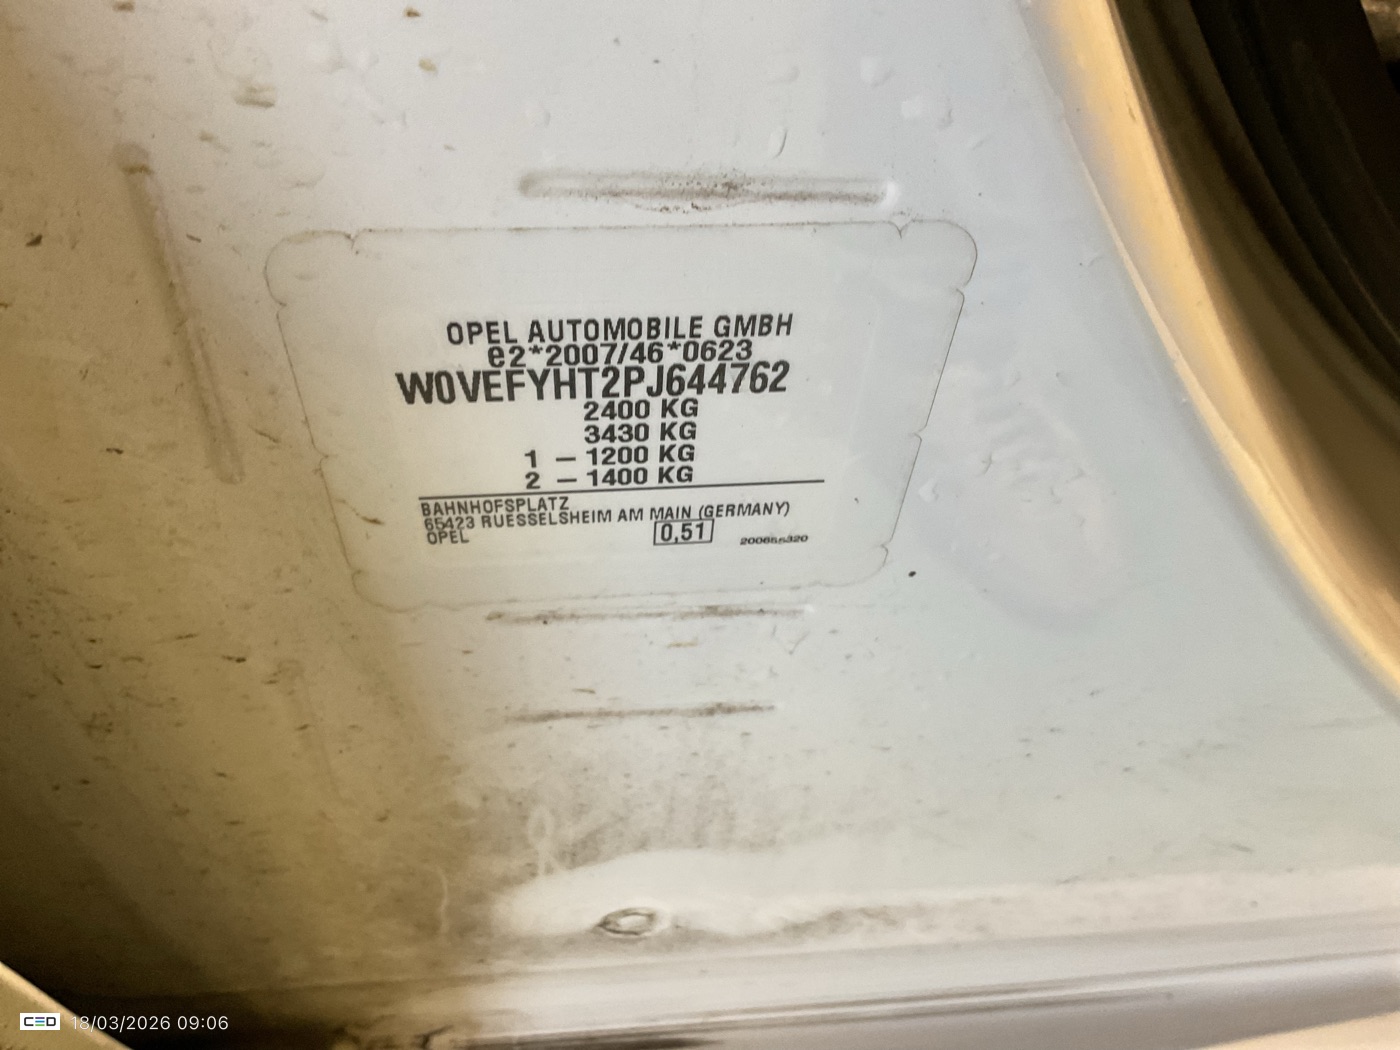 OPEL AUTOMOBILE GMBH
e2*2007/46*0623
W0VEFYHT2PJ644762
2400 KG
3430 KG
1 – 1200 KG
2 – 1400 KG
BAHNHOFSPLATZ
65423 RUESSELSHEIM AM MAIN (GERMANY)
OPEL 0,51
CED 18/03/2026 09:06